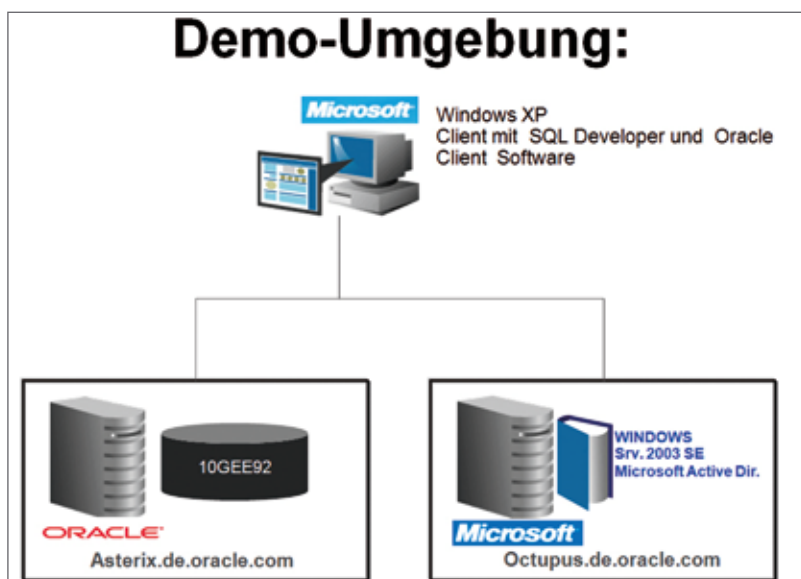 Demo-Umgebung:
Microsoft
Windows XP
Client mit SQL Developer und Oracle
Client Software
10GEE92
ORACLE
Asterix.de.oracle.com
WINDOWS
Srv. 2003 SE
Microsoft Active Dir.
Microsoft
Octupus.de.oracle.com